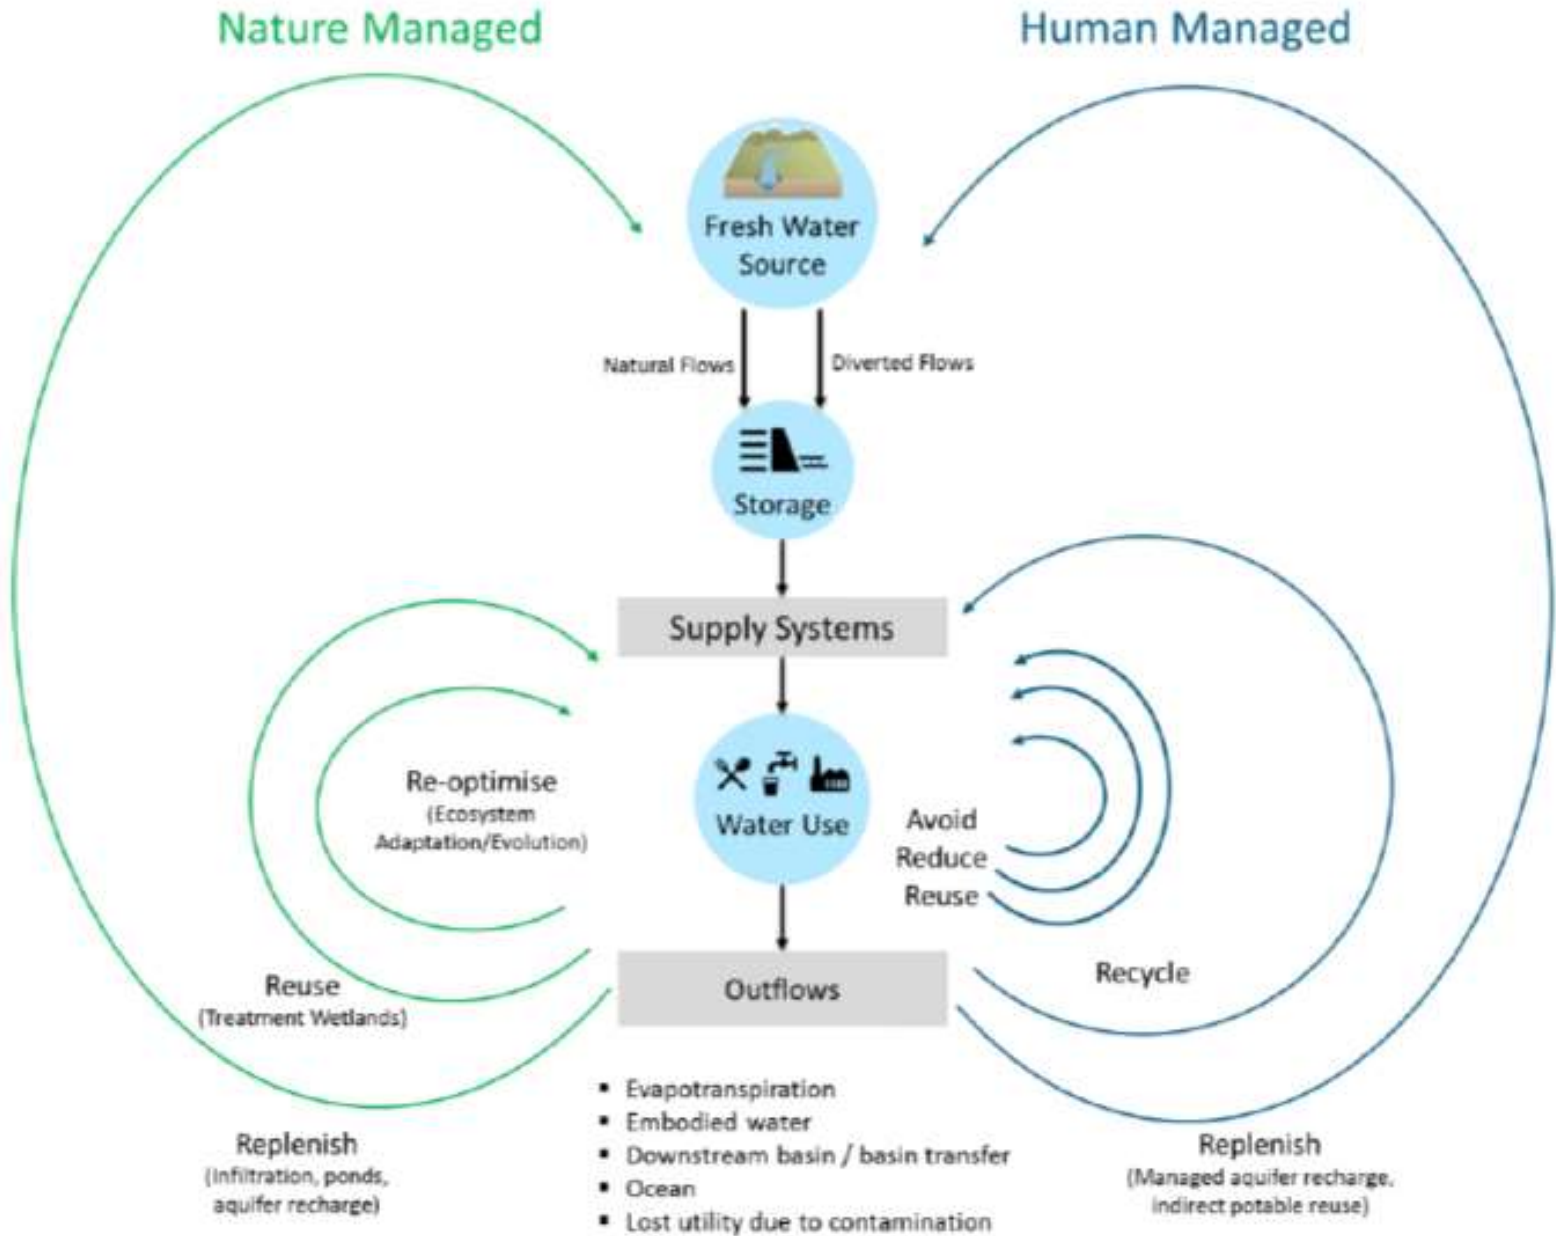 Nature Managed
Human Managed
Fresh Water
Source
Natural Flows
Diverted Flows
Storage
Supply Systems
Re-optimise
(Ecosystem
Adaptation/Evolution)
Water Use
Avoid
Reduce
Reuse
Reuse
(Treatment Wetlands)
Outflows
Recycle
Replenish
(Infiltration, ponds,
aquifer recharge)
▪ Evapotranspiration
▪ Embodied water
▪ Downstream basin / basin transfer
▪ Ocean
▪ Lost utility due to contamination
Replenish
(Managed aquifer recharge,
indirect potable reuse)